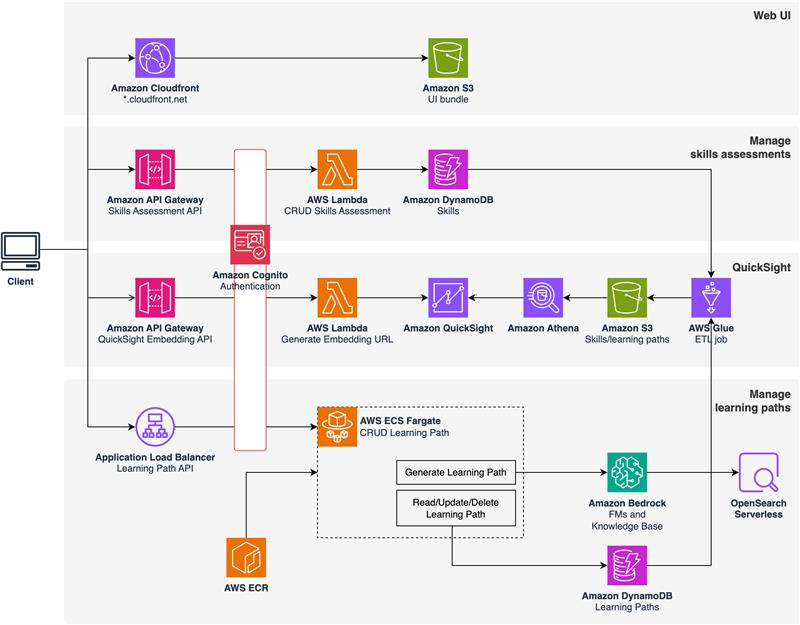 Web UI
Amazon Cloudfront
*.cloudfront.net
Amazon S3
UI bundle
Manage
skills assessments
Amazon API Gateway
Skills Assessment API
AWS Lambda
CRUD Skills Assessment
Amazon DynamoDB
Skills
Client
Amazon Cognito
Authentication
QuickSight
Amazon API Gateway
QuickSight Embedding API
AWS Lambda
Generate Embedding URL
Amazon QuickSight
Amazon Athena
Amazon S3
Skills/learning paths
AWS Glue
ETL job
Manage
learning paths
Application Load Balancer
Learning Path API
AWS ECS Fargate
CRUD Learning Path
Generate Learning Path
Read/Update/Delete
Learning Path
Amazon Bedrock
FMs and
Knowledge Base
OpenSearch
Serverless
AWS ECR
Amazon DynamoDB
Learning Paths